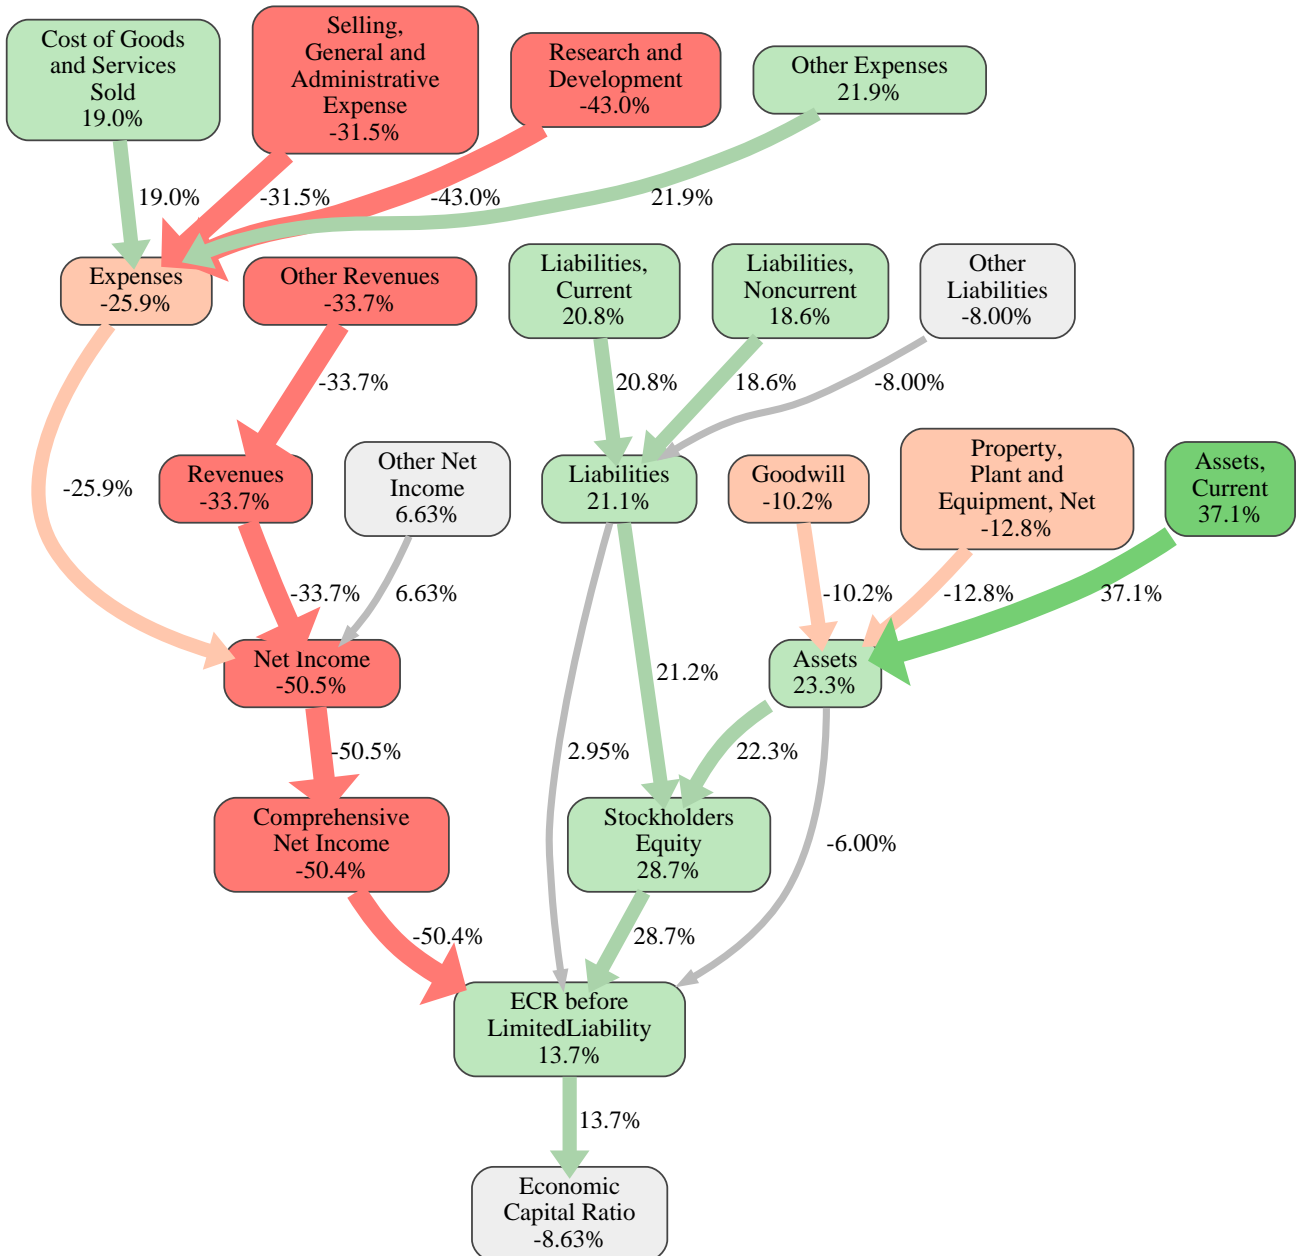 Cost of Goods
and Services
Sold
19.0%
Selling,
General and
Administrative
Expense
-31.5%
Research and
Development
-43.0%
Other Expenses
21.9%
19.0%
-31.5%
-43.0%
21.9%
Expenses
-25.9%
Other Revenues
-33.7%
Liabilities,
Current
20.8%
Liabilities,
Noncurrent
18.6%
Other
Liabilities
-8.00%
-33.7%
20.8%
18.6%
-8.00%
-25.9%
Revenues
-33.7%
Other Net
Income
6.63%
Liabilities
21.1%
Goodwill
-10.2%
Property,
Plant and
Equipment, Net
-12.8%
Assets,
Current
37.1%
-33.7%
6.63%
-10.2%
-12.8%
37.1%
Net Income
-50.5%
21.2%
Assets
23.3%
-50.5%
2.95%
22.3%
Comprehensive
Net Income
-50.4%
Stockholders
Equity
28.7%
-6.00%
-50.4%
28.7%
ECR before
LimitedLiability
13.7%
13.7%
Economic
Capital Ratio
-8.63%